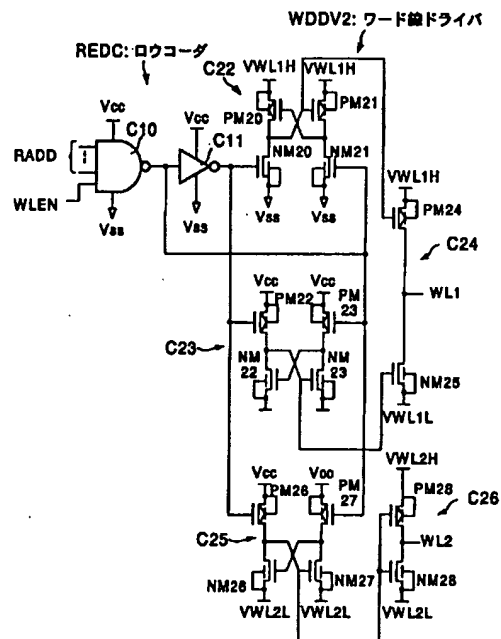 WDDV2: ワード線ドライバ
REDC: ロウコーダ
C22
VWL1H
VWL1H
Vcc
C10
Vcc
C11
PM20
PM21
RADD
NM20
NM21
WLEN
Vss
Vss
Vss
Vss
VWL1H
PM24
C24
WL1
Vcc
PM22
Vcc
PM
23
C23
NM
22
NM
23
NM25
VWL1L
VWL2H
Vcc
PM26
Vcc
PM
27
PM28
C26
C25
WL2
NM26
NM27
NM28
VWL2L
VWL2L
VWL2L